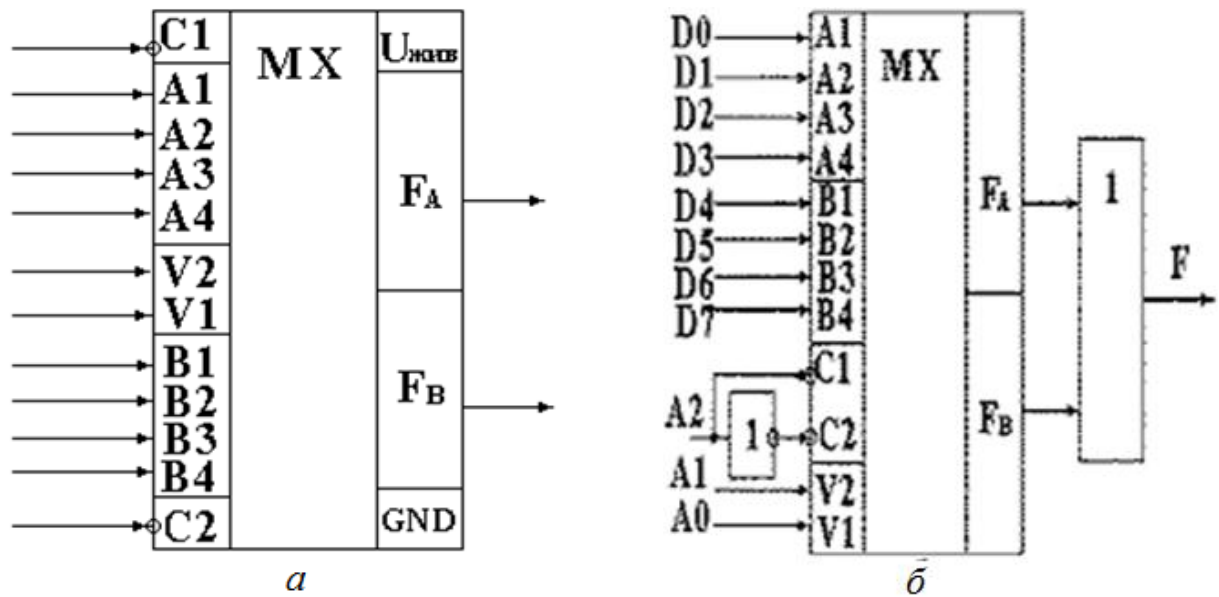 C1
A1
A2
A3
A4
V2
V1
B1
B2
B3
B4
C2
MX
Uжив
FA
FB
GND
а
D0
D1
D2
D3
D4
D5
D6
D7
A2
A1
A0
1
A1
A2
A3
A4
B1
B2
B3
B4
C1
C2
V2
V1
MX
FA
FB
1
F
б